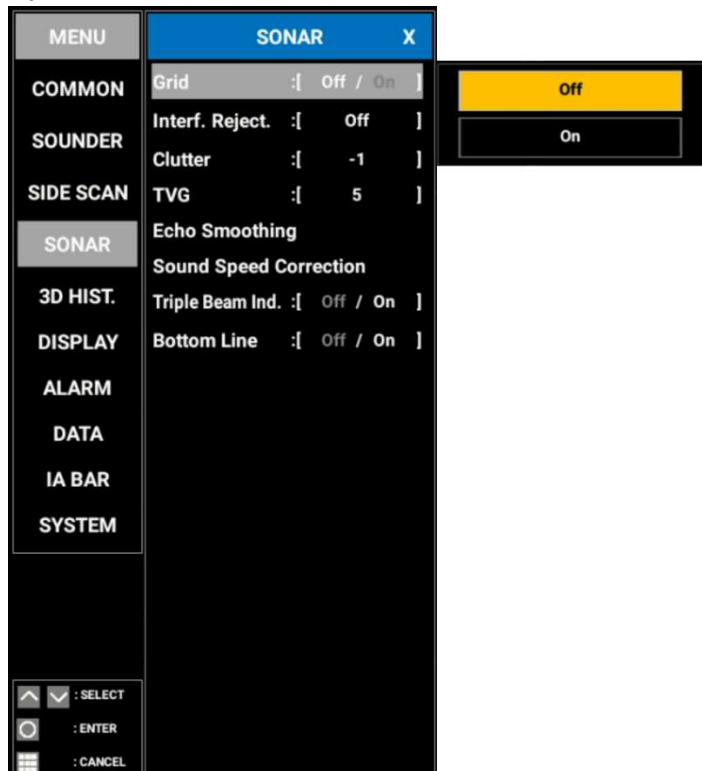 MENU
COMMON
SOUNDER
SIDE SCAN
SONAR
3D HIST.
DISPLAY
ALARM
DATA
IA BAR
SYSTEM
: SELECT
: ENTER
: CANCEL
SONAR X
Grid :[ Off / On ]
Interf. Reject. :[ Off ]
Clutter :[ -1 ]
TVG :[ 5 ]
Echo Smoothing
Sound Speed Correction
Triple Beam Ind. :[ Off / On ]
Bottom Line :[ Off / On ]
Off
On